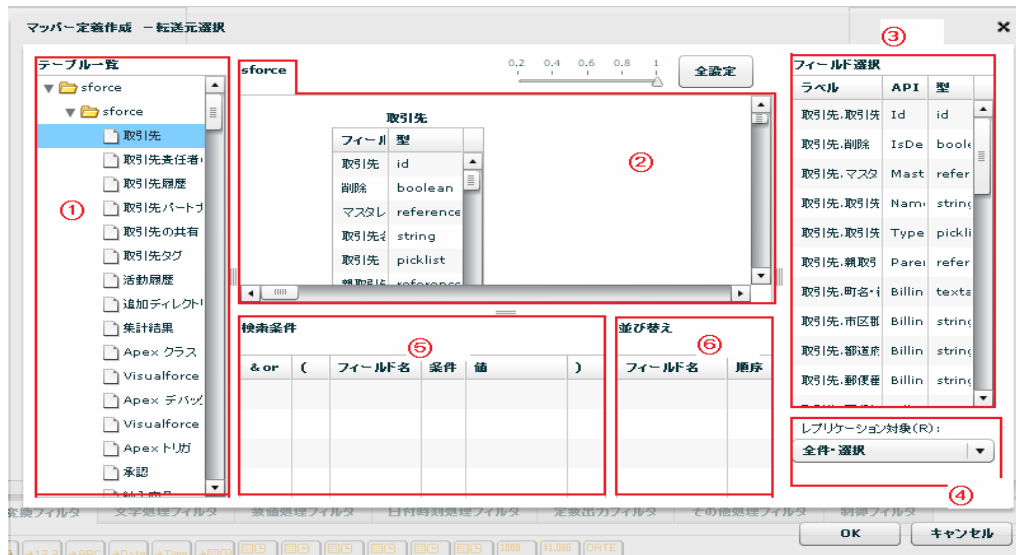 マッパー定義作成 －転送元選択
③
テーブル一覧
sforce
sforce
取引先
取引先責任者
取引先履歴
取引先パートナ
取引先の共有
取引先タグ
活動履歴
追加ディレクトリ
集計結果
Apex クラス
Visualforce
Apex デバッグ
Visualforce
Apex トリガ
承認
①
sforce
0.2 0.4 0.6 0.8 1
全設定
取引先
フィール 型
取引先 id
削除 boolean
マスタレ reference
取引先名 string
取引先 picklist
親取引先 reference
②
フィールド選択
ラベル API 型
取引先.取引先 Id id
取引先.削除 IsDe boole
取引先.マスタ Mast refer
取引先.取引先 Nam string
取引先.取引先 Type pickli
取引先.親取引 Parei refer
取引先.町名・ Billin texta
取引先.市区郡 Billin string
取引先.都道府 Billin string
取引先.郵便番 Billin string
検索条件
⑤
& or ( フィールド名 条件 値 )
並び替え
⑥
フィールド名 順序
レプリケーション対象(R):
全件・選択
④
変換フィルタ 文字処理フィルタ 数値処理フィルタ 日付時刻処理フィルタ 定数出力フィルタ その他処理フィルタ 制御フィルタ
OK キャンセル